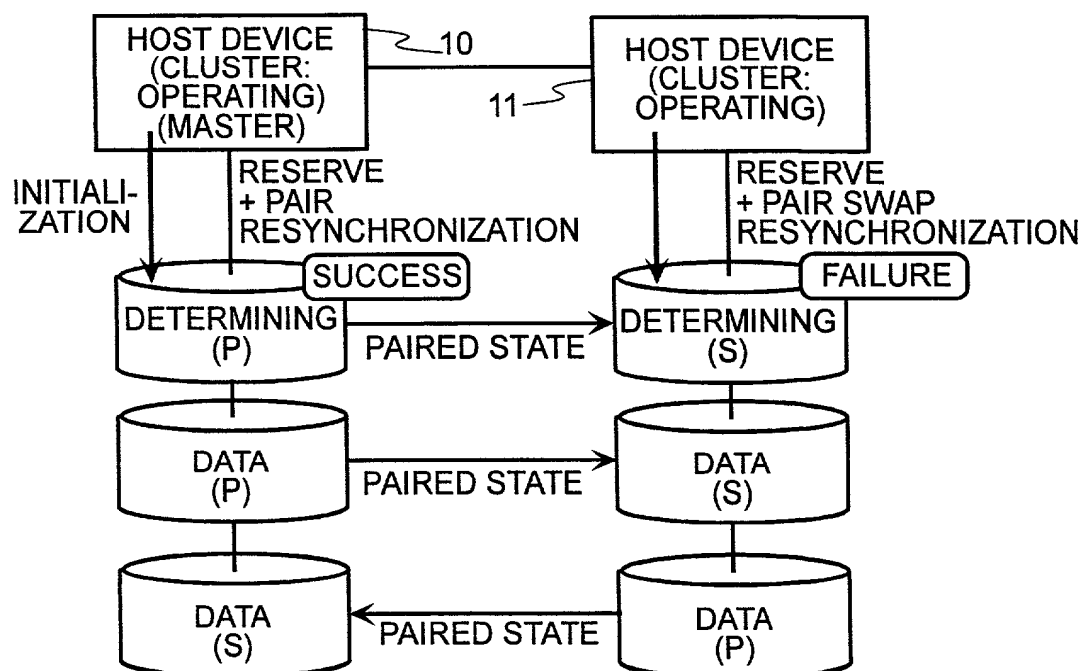 HOST DEVICE
(CLUSTER:
OPERATING)
(MASTER)
10
HOST DEVICE
(CLUSTER:
OPERATING)
11
INITIALI-
ZATION
RESERVE
+ PAIR
RESYNCHRONIZATION
RESERVE
+ PAIR SWAP
RESYNCHRONIZATION
SUCCESS
FAILURE
DETERMINING
(P)
PAIRED STATE
DETERMINING
(S)
DATA
(P)
PAIRED STATE
DATA
(S)
DATA
(S)
PAIRED STATE
DATA
(P)